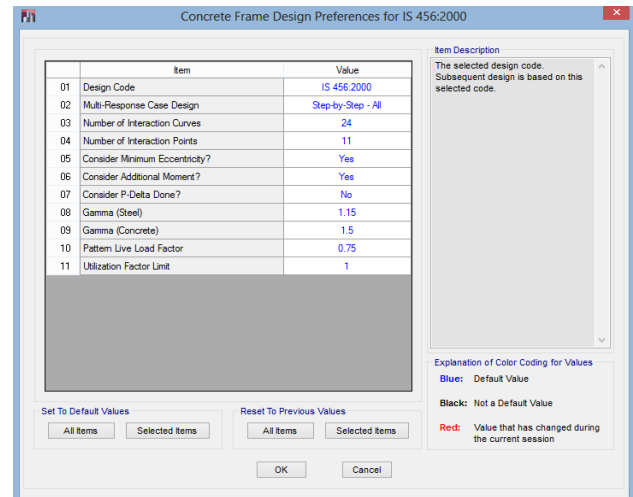 Concrete Frame Design Preferences for IS 456:2000
Item Value
01 Design Code IS 456:2000
02 Multi-Response Case Design Step-by-Step - All
03 Number of Interaction Curves 24
04 Number of Interaction Points 11
05 Consider Minimum Eccentricity? Yes
06 Consider Additional Moment? Yes
07 Consider P-Delta Done? No
08 Gamma (Steel) 1.15
09 Gamma (Concrete) 1.5
10 Pattern Live Load Factor 0.75
11 Utilization Factor Limit 1
Item Description
The selected design code.
Subsequent design is based on this
selected code.
Explanation of Color Coding for Values
Blue: Default Value
Black: Not a Default Value
Red: Value that has changed during
the current session
Set To Default Values
All Items Selected Items
Reset To Previous Values
All Items Selected Items
OK Cancel